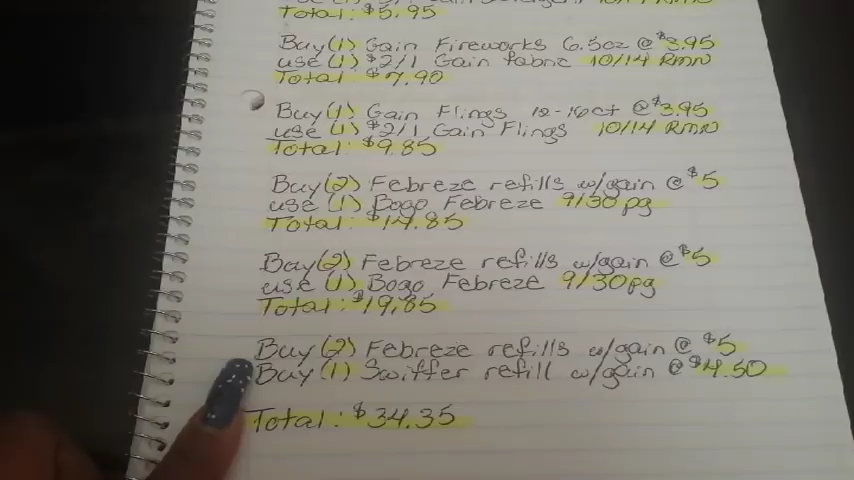 Total: $5.95
Buy (1) Gain Fireworks 6.5oz @ $3.95
use (1) $2/1 Gain fabric 10/14 RMN
Total: $7.90
Buy (1) Gain Flings 12-16ct @ $3.95
use (1) $2/1 Gain Flings 10/14 RMN
Total: $9.85
Buy (2) Febreze refills w/gain @ $5
use (1) Bogo Febreze 9/30 pg
Total: $14.85
Buy (2) Febreze refills w/gain @ $5
use (1) Bogo Febreze 9/30pg
Total: $19.85
Buy (2) Febreze refills w/gain @ $5
Buy (1) Swiffer refill w/gain @ $4.50
Total: $34.35